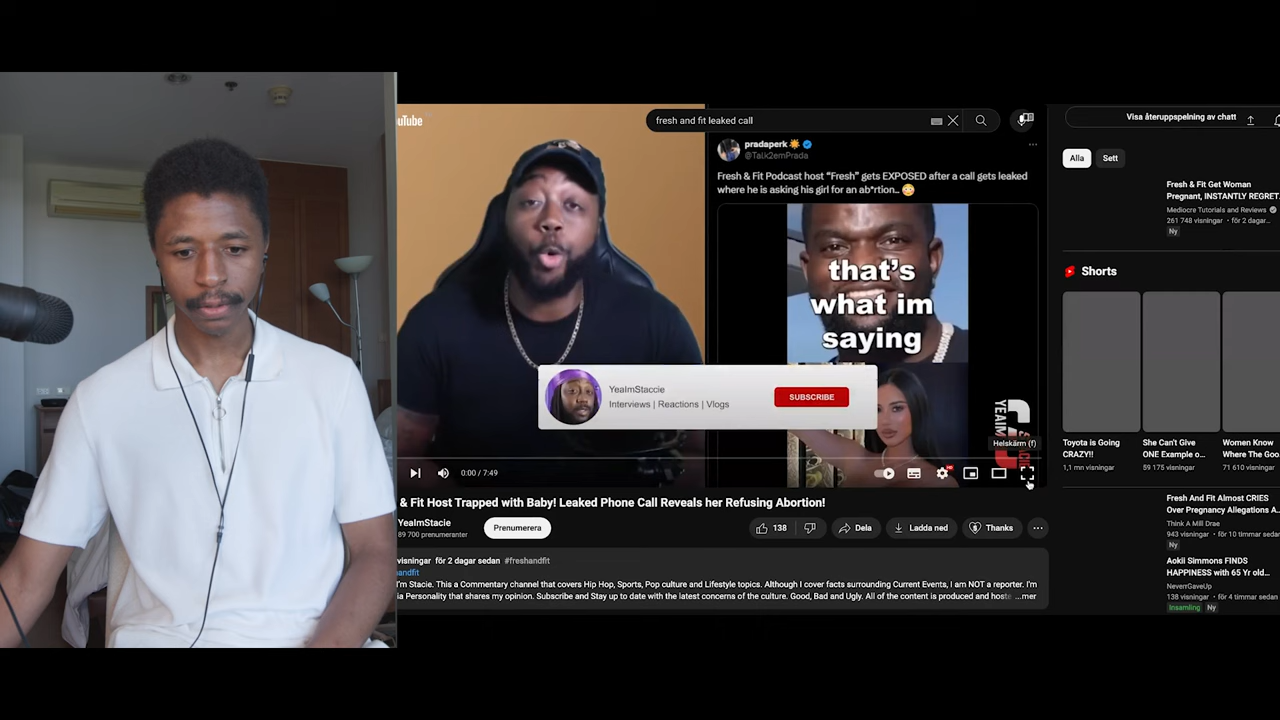 ouTube
fresh and fit leaked call
pradaperk
@Talk2emPrada
Fresh & Fit Podcast host “Fresh” gets EXPOSED after a call gets leaked
where he is asking his girl for an ab*rtion..
that's
what im
saying
YeaImStaccie
Interviews | Reactions | Vlogs
SUBSCRIBE
YEAIM
STACCIE
Helskärm (f)
0:00 / 7:49
& Fit Host Trapped with Baby! Leaked Phone Call Reveals her Refusing Abortion!
YeaImStacie
89 700 prenumeranter
Prenumerera
138
Dela
Ladda ned
Thanks
visningar för 2 dagar sedan #freshandfit
andfit
I'm Stacie. This a Commentary channel that covers Hip Hop, Sports, Pop culture and Lifestyle topics. Although I cover facts surrounding Current Events, I am NOT a reporter. I'm
ia Personality that shares my opinion. Subscribe and Stay up to date with the latest concerns of the culture. Good, Bad and Ugly. All of the content is produced and hoste ...mer
Visa återuppspelning av chatt
Alla
Sett
Fresh & Fit Get Woman
Pregnant, INSTANTLY REGRET
Mediocre Tutorials and Reviews
261 748 visningar • för 2 dagar...
Ny
Shorts
Toyota is Going
CRAZY!!
1,1 mn visningar
She Can't Give
ONE Example o...
59 175 visningar
Women Know
Where The Goo
71 610 visningar
Fresh And Fit Almost CRIES
Over Pregnancy Allegations A
Think A Mill Drae
943 visningar • för 10 timmar sedan
Ny
Aokii Simmons FINDS
HAPPINESS with 65 Yr old...
NeverrGaveUp
138 visningar • för 4 timmar sedan
Insamling
Ny